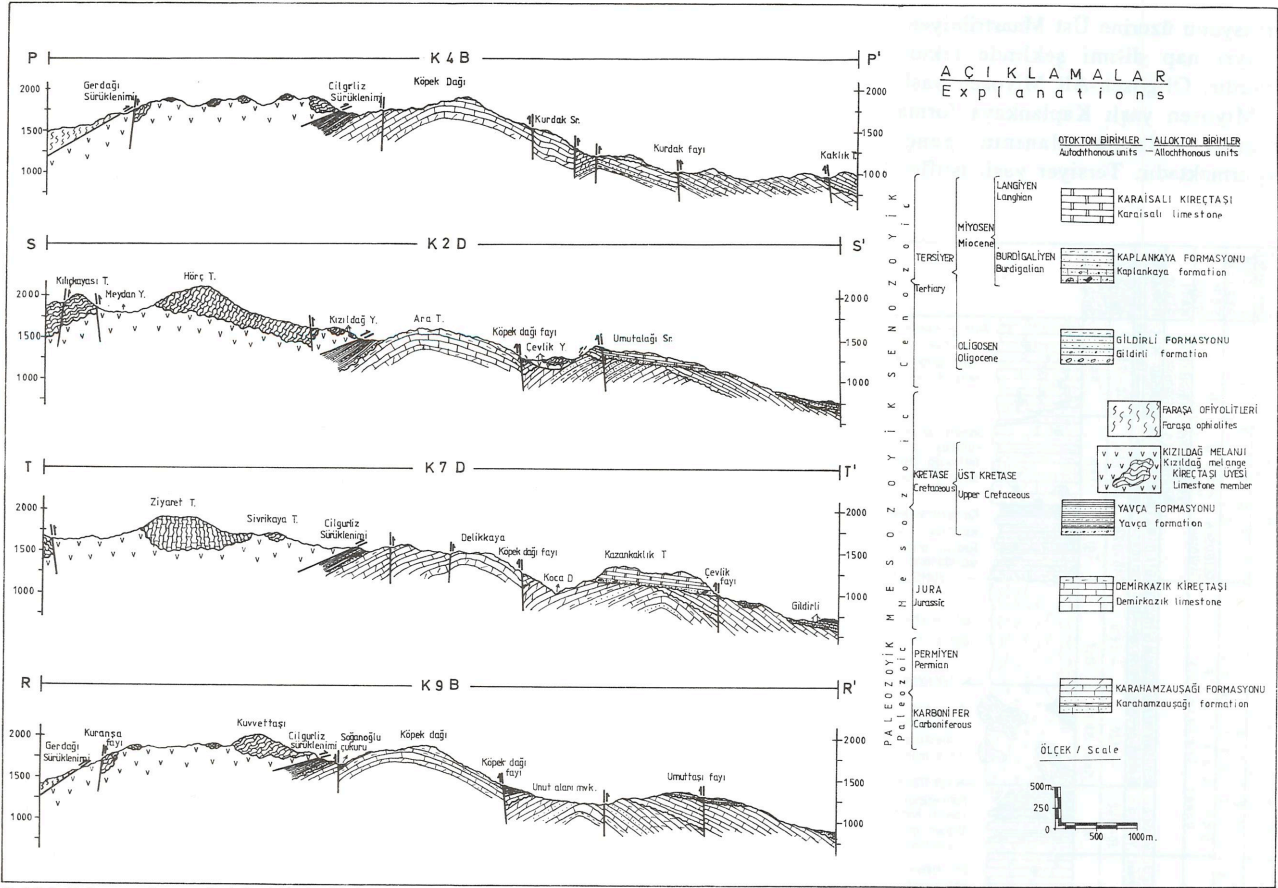 P K4B P'
Gerdağı
Sürüklenimi
Cilgırliz
Sürüklenimi
Köpek Dağı
Kurdak Sr.
Kurdak fayı
Kaklık T.
2000
1500
1000
2000
1500
1000
S K2D S'
Kılıçkayası T.
Meydan Y.
Hörç T.
Kızıldağ Y.
Ara T.
Köpek dağı fayı
Çevlik Y.
Umutalağı Sr.
2000
1500
1000
2000
1500
1000
T K7D T'
Ziyaret T.
Sivrikaya T.
Cilgurliz
Sürüklenimi
Delikkaya
Köpek dağı fayı
Koca D
Kazankaklık T
Çevlik
fayı
Gildirli
2000
1500
1000
2000
1500
1000
R K9B R'
Gerdağı
Sürüklenimi
Kuranşa
fayı
Kuvvettaşı
Cilgurliz
sürüklenimi
Soğanoğlu
çukuru
Köpek dağı
Köpek dağı
fayı
Unut alanı mvk.
Umuttaşı fayı
2000
1500
1000
2000
1500
1000
AÇIKLAMALAR
Explanations
OTOKTON BİRİMLER – ALLOKTON BİRİMLER
Autochthonous units – Allochthonous units
SENOZOYİK
Cenozoic
TERSİYER
Tertiary
MİYOSEN
Miocene
LANGİYEN
Langhian
KARAİSALI KİREÇTAŞI
Karaisalı limestone
BURDİGALİYEN
Burdigalian
KAPLANKAYA FORMASYONU
Kaplankaya formation
OLİGOSEN
Oligocene
GİLDİRLİ FORMASYONU
Gildirli formation
MESOZOYİK
Mesozoic
KRETASE
Cretaceous
ÜST KRETASE
Upper Cretaceous
FARAŞA OFİYOLİTLERİ
Faraşa ophiolites
KIZILDAĞ MELANJI
Kızıldağ melange
KİREÇTAŞI ÜYESİ
Limestone member
YAVÇA FORMASYONU
Yavça formation
JURA
Jurassic
DEMİRKAZIK KİREÇTAŞI
Demirkazık limestone
PALEOZOYİK
Paleozoic
PERMİYEN
Permian
KARBONİFER
Carboniferous
KARAHAMZAUŞAĞI FORMASYONU
Karahamzauşağı formation
ÖLÇEK / Scale
500m
250
0
500 1000m.